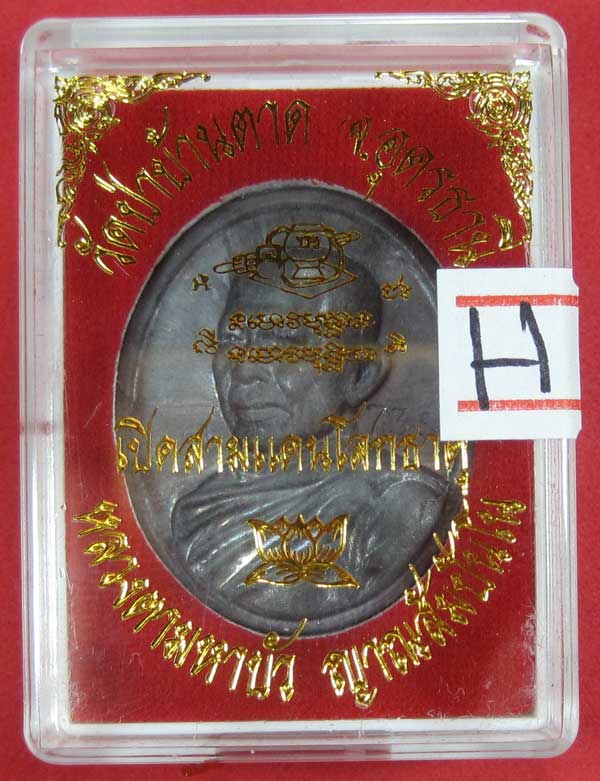 วัดป่าบ้านตาด จ.อุดรธานี
H
เปิดสามแดนโลกธาตุ
หลวงตามหาบัว ญาณสัมปันโน